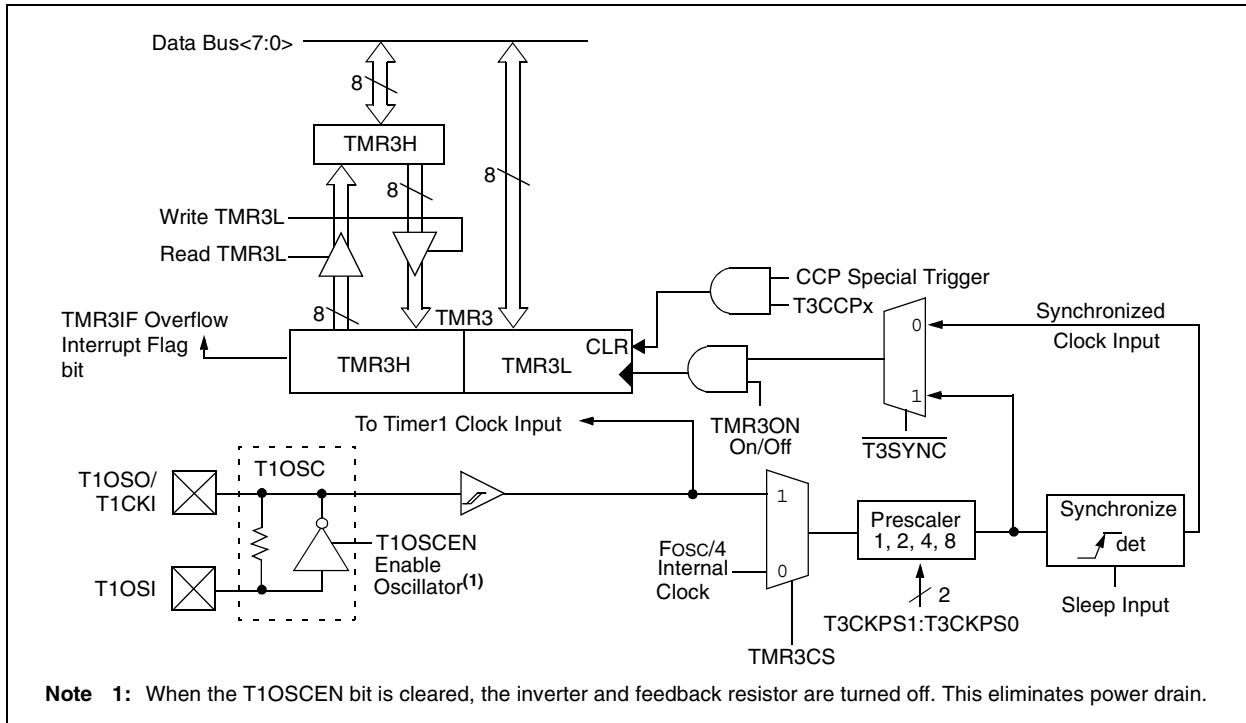 Data Bus<7:0>
8
TMR3H
8
8
Write TMR3L
Read TMR3L
CCP Special Trigger
T3CCPx
8
TMR3
TMR3IF Overflow
Interrupt Flag
bit
TMR3H
TMR3L
CLR
0
1
Synchronized
Clock Input
TMR3ON
On/Off
T3SYNC
To Timer1 Clock Input
T1OSC
T1OSO/
T1CKI
T1OSI
T1OSCEN
Enable
Oscillator(1)
1
0
FOSC/4
Internal
Clock
Prescaler
1, 2, 4, 8
Synchronize
det
2
T3CKPS1:T3CKPS0
Sleep Input
TMR3CS
Note 1: When the T1OSCEN bit is cleared, the inverter and feedback resistor are turned off. This eliminates power drain.